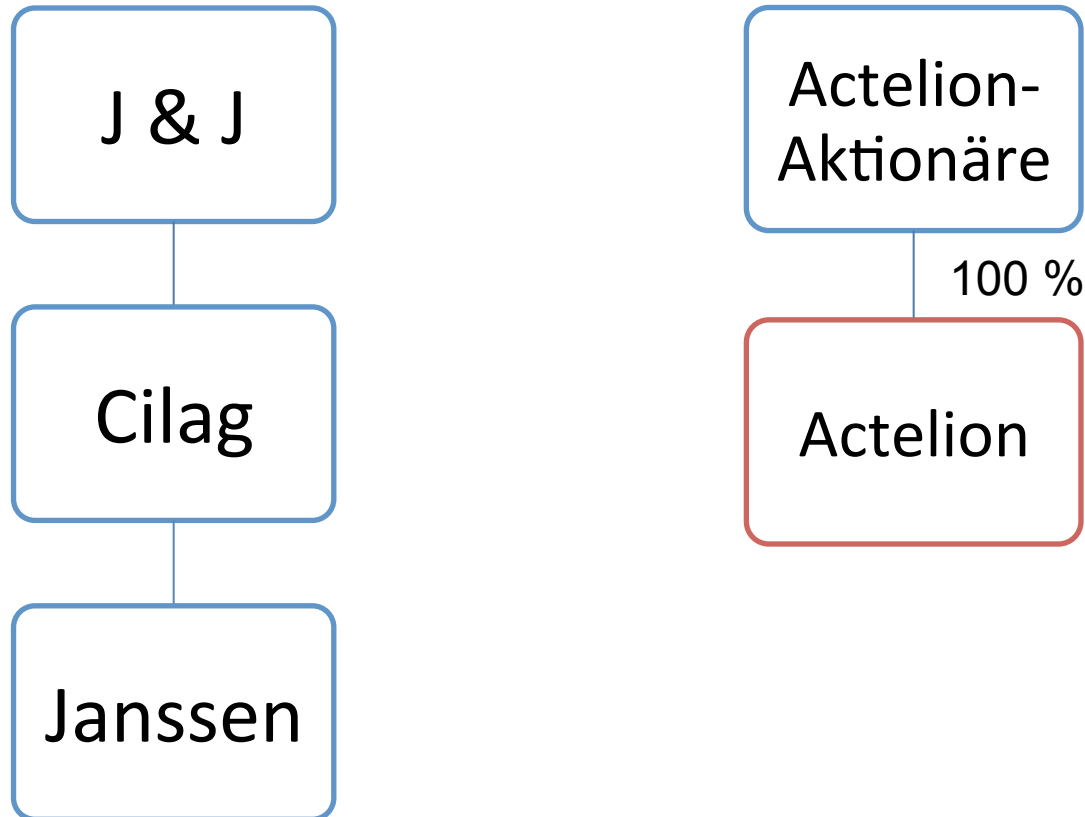 J & J
Cilag
Janssen
Actelion-
Aktionäre
100 %
Actelion